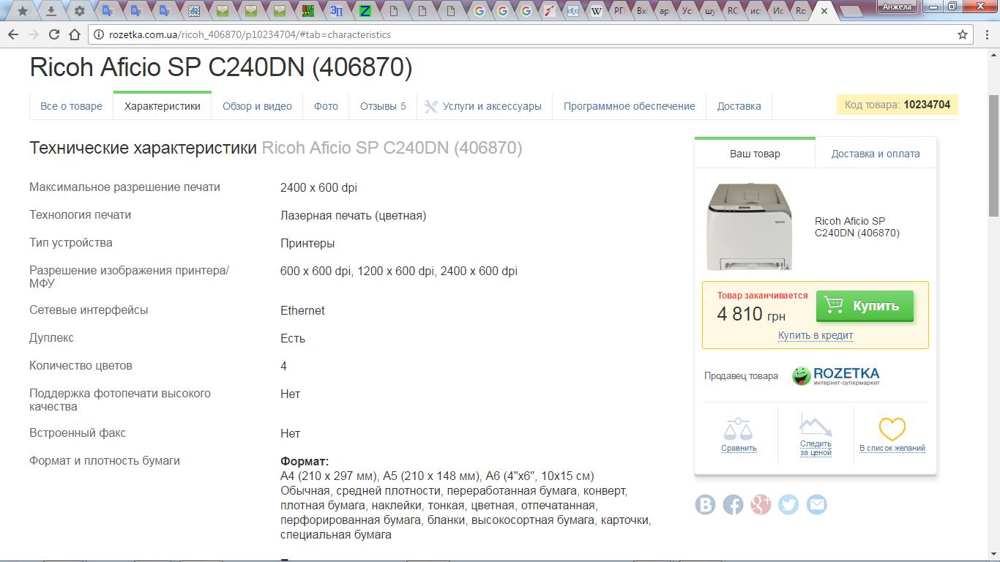 РГ
Вх
ар
Ус
шу
RC
ис
Ис
Ro
Анжела
rozetka.com.ua/ricoh_406870/p10234704/#tab=characteristics
Ricoh Aficio SP C240DN (406870)
Все о товаре
Характеристики
Обзор и видео
Фото
Отзывы 5
Услуги и аксессуары
Программное обеспечение
Доставка
Код товара: 10234704
Технические характеристики Ricoh Aficio SP C240DN (406870)
Максимальное разрешение печати
2400 x 600 dpi
Технология печати
Лазерная печать (цветная)
Тип устройства
Принтеры
Разрешение изображения принтера/
МФУ
600 x 600 dpi, 1200 x 600 dpi, 2400 x 600 dpi
Сетевые интерфейсы
Ethernet
Дуплекс
Есть
Количество цветов
4
Поддержка фотопечати высокого
качества
Нет
Встроенный факс
Нет
Формат и плотность бумаги
Формат:
A4 (210 x 297 мм), A5 (210 x 148 мм), A6 (4"x6", 10x15 см)
Обычная, средней плотности, переработанная бумага, конверт,
плотная бумага, наклейки, тонкая, цветная, отпечатанная,
перфорированная бумага, бланки, высокосортная бумага, карточки,
специальная бумага
Ваш товар
Доставка и оплата
RICOH
Ricoh Aficio SP
C240DN (406870)
Товар заканчивается
4 810 грн
Купить
Купить в кредит
Продавец товара
ROZETKA
интернет-супермаркет
Сравнить
Следить
за ценой
В список желаний